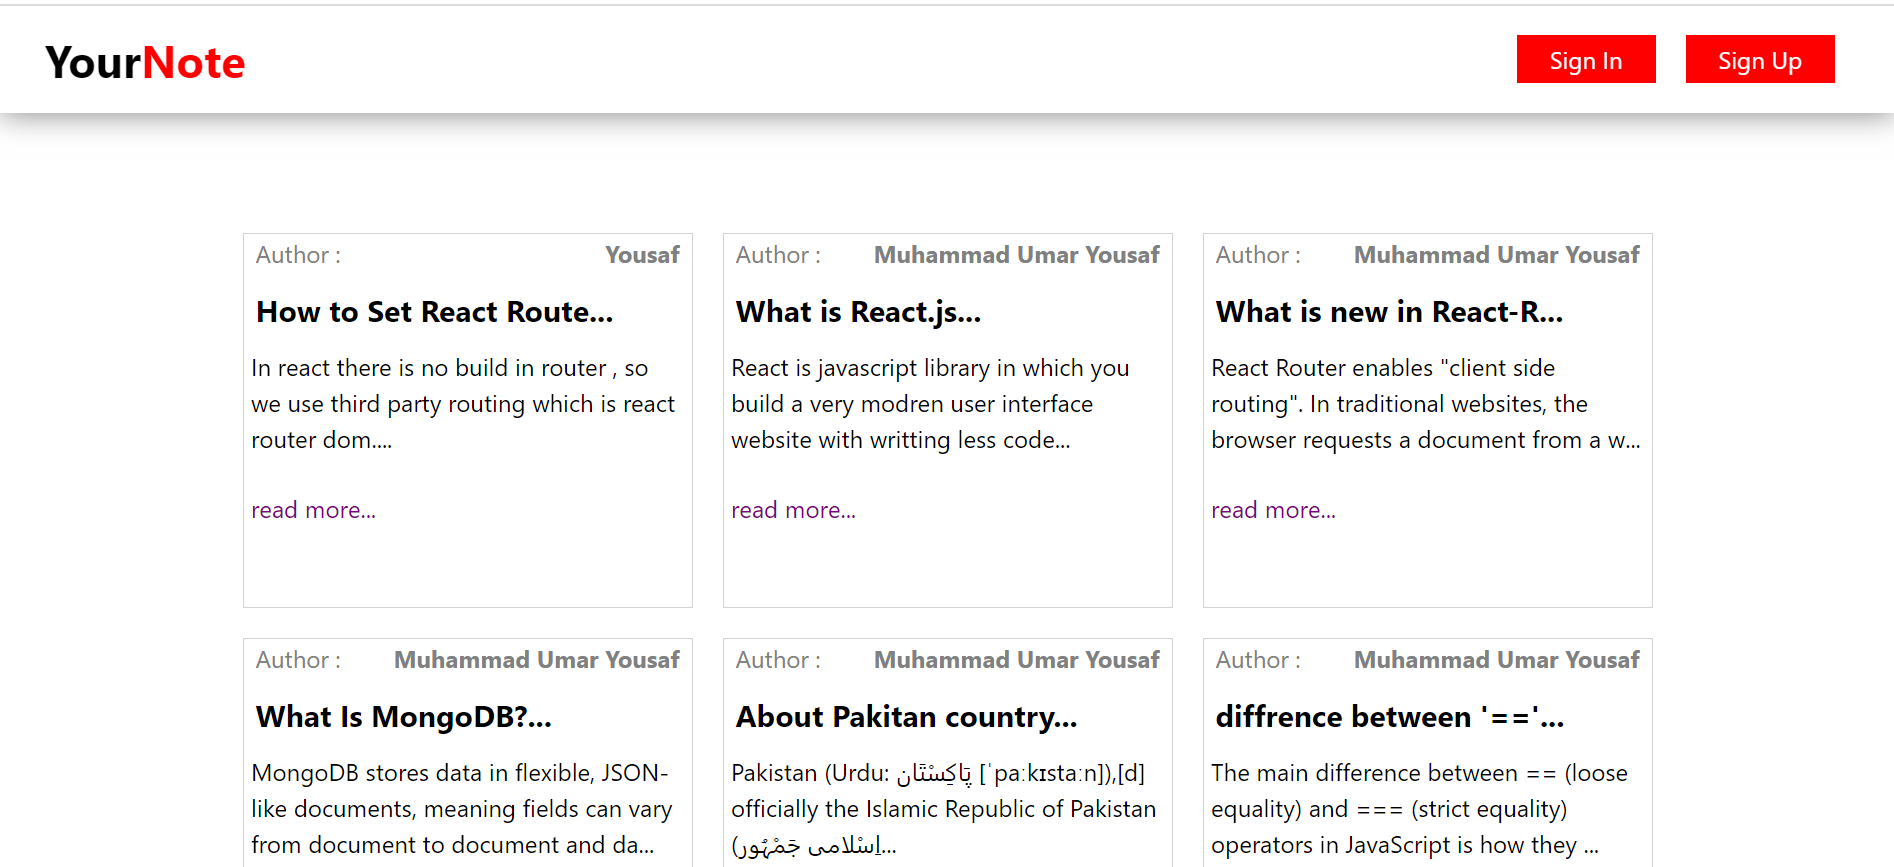 YourNote
Sign In
Sign Up
Author :
Yousaf
How to Set React Route...
In react there is no build in router , so
we use third party routing which is react
router dom....
read more...
Author :
Muhammad Umar Yousaf
What is React.js...
React is javascript library in which you
build a very modren user interface
website with writting less code...
read more...
Author :
Muhammad Umar Yousaf
What is new in React-R...
React Router enables "client side
routing". In traditional websites, the
browser requests a document from a w...
read more...
Author :
Muhammad Umar Yousaf
What Is MongoDB?...
MongoDB stores data in flexible, JSON-
like documents, meaning fields can vary
from document to document and da...
Author :
Muhammad Umar Yousaf
About Pakitan country...
Pakistan (Urdu: پَاکِسْتَان [ˈpaːkɪstaːn]),[d]
officially the Islamic Republic of Pakistan
(اِسْلامی جَمْہُور...
Author :
Muhammad Umar Yousaf
diffrence between '=='...
The main difference between == (loose
equality) and === (strict equality)
operators in JavaScript is how they ...